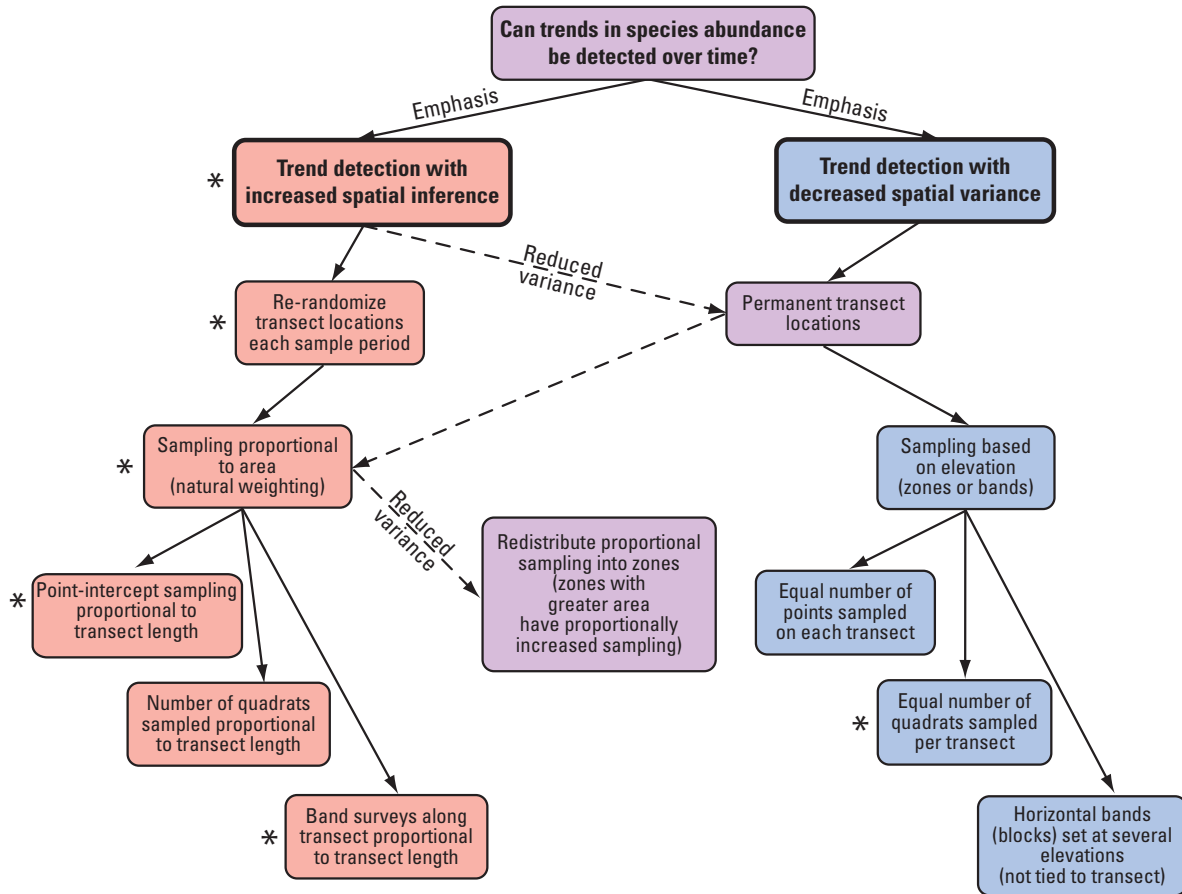 Can trends in species abundance
be detected over time?
Emphasis
Emphasis
*
Trend detection with
increased spatial inference
Trend detection with
decreased spatial variance
Reduced
variance
*
Re-randomize
transect locations
each sample period
Permanent transect
locations
*
Sampling proportional
to area
(natural weighting)
Sampling based
on elevation
(zones or bands)
Reduced
variance
*
Point-intercept sampling
proportional to
transect length
Redistribute proportional
sampling into zones
(zones with
greater area
have proportionally
increased sampling)
Equal number of
points sampled
on each transect
Number of quadrats
sampled proportional
to transect length
*
Equal number of
quadrats sampled
per transect
*
Band surveys along
transect proportional
to transect length
Horizontal bands
(blocks) set at several
elevations
(not tied to transect)